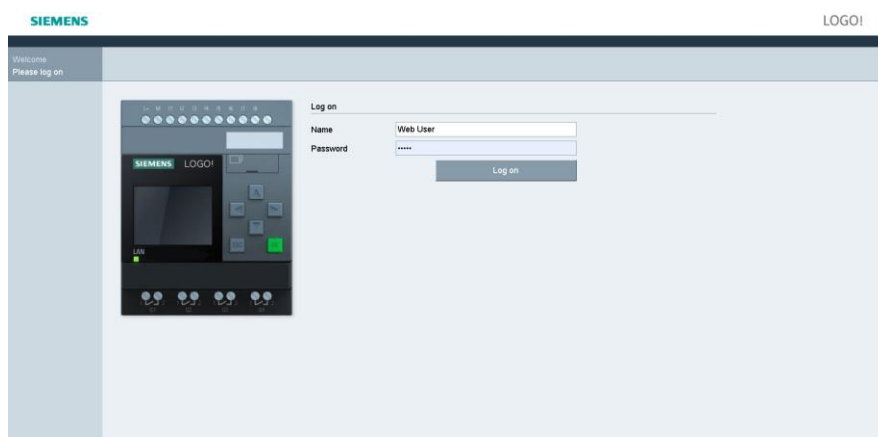 SIEMENS
LOGO!
Welcome
Please log on
Log on
Name
Web User
Password
•••••
Log on
SIEMENS LOGO!
LAN